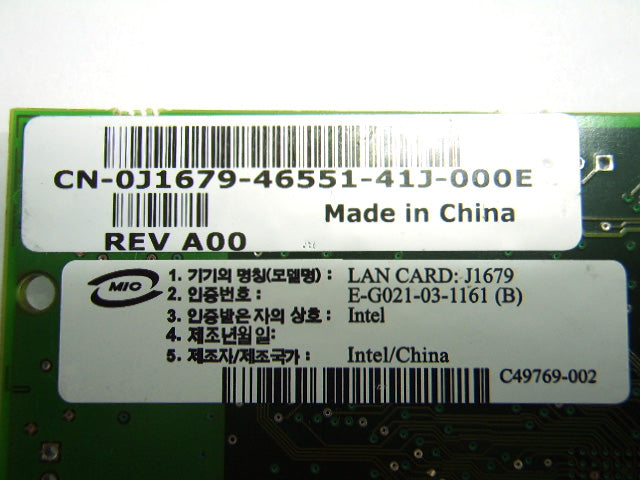 CN-0J1679-46551-41J-000E
Made in China
REV A00
MIC
1. 기기의 명칭(모델명) : LAN CARD: J1679
2. 인증번호 : E-G021-03-1161 (B)
3. 인증받은 자의 상호 : Intel
4. 제조년월일:
5. 제조자/제조국가 : Intel/China
C49769-002